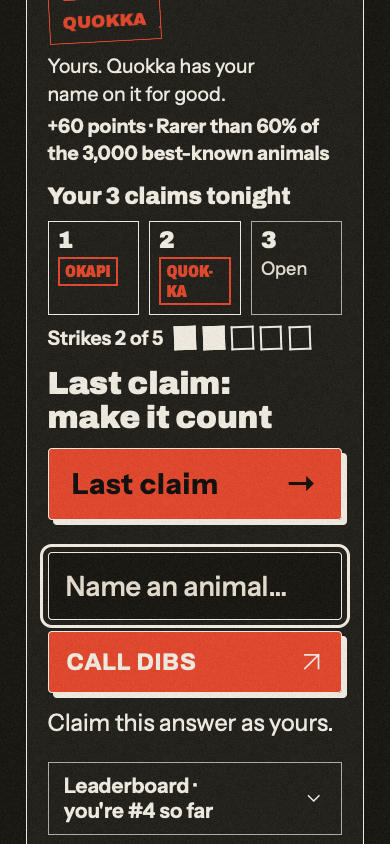 QUOKKA
Yours. Quokka has your
name on it for good.
+60 points · Rarer than 60% of
the 3,000 best-known animals
Your 3 claims tonight
1
OKAPI
2
QUOK-
KA
3
Open
Strikes 2 of 5
Last claim:
make it count
Last claim →
Name an animal...
CALL DIBS
Claim this answer as yours.
Leaderboard ·
you're #4 so far